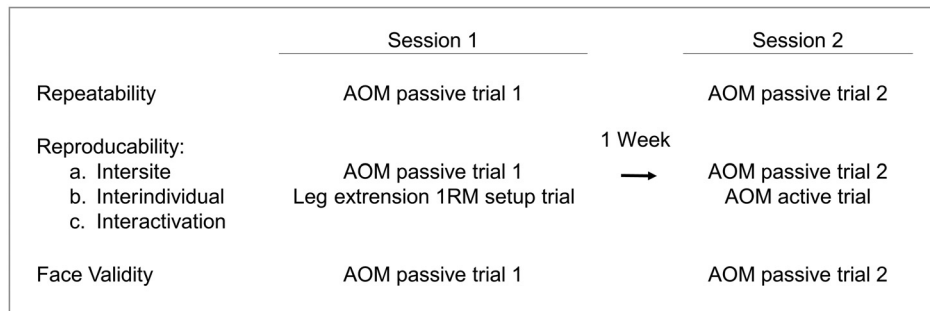 Session 1 Session 2
Repeatability AOM passive trial 1 AOM passive trial 2
1 Week
Reproducability:
a. Intersite AOM passive trial 1 AOM passive trial 2
b. Interindividual Leg extrension 1RM setup trial AOM active trial
c. Interactivation
Face Validity AOM passive trial 1 AOM passive trial 2